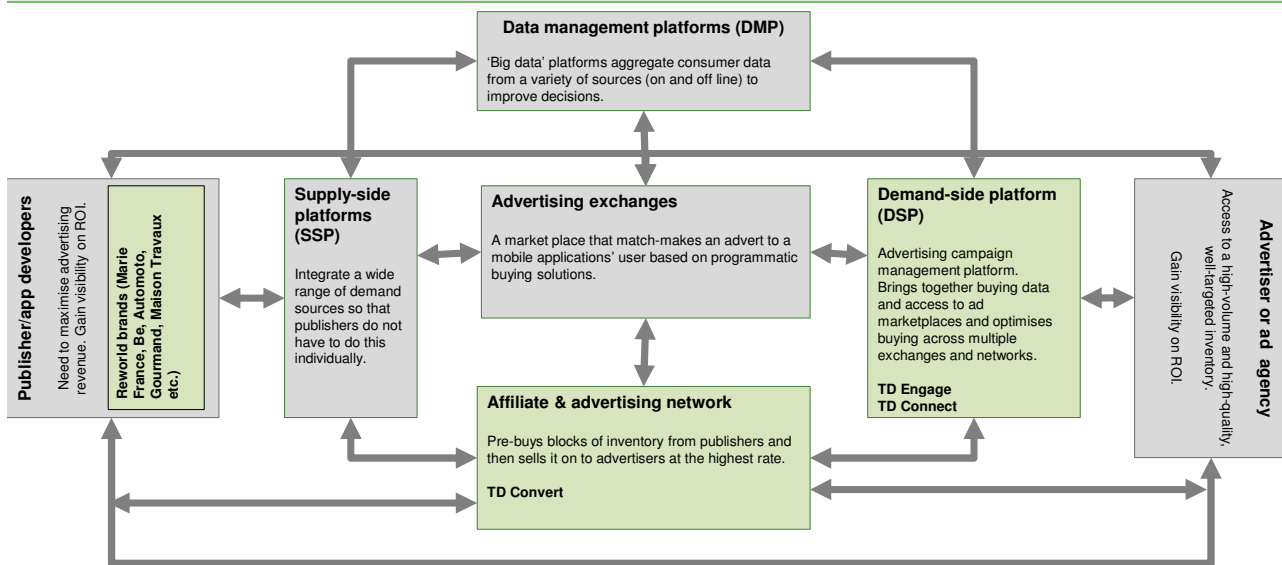 Data management platforms (DMP)
‘Big data’ platforms aggregate consumer data
from a variety of sources (on and off line) to
improve decisions.
Publisher/app developers
Need to maximise advertising
revenue. Gain visibility on ROI.
Reworld brands (Marie
France, Be, Automoto,
Gourmand, Maison Travaux
etc.)
Supply-side
platforms
(SSP)
Integrate a wide
range of demand
sources so that
publishers do not
have to do this
individually.
Advertising exchanges
A market place that match-makes an advert to a
mobile applications’ user based on programmatic
buying solutions.
Demand-side platform
(DSP)
Advertising campaign
management platform.
Brings together buying data
and access to ad
marketplaces and optimises
buying across multiple
exchanges and networks.
TD Engage
TD Connect
Advertiser or ad agency
Access to a high-volume and high-quality,
well-targeted inventory.
Gain visibility on ROI.
Affiliate & advertising network
Pre-buys blocks of inventory from publishers and
then sells it on to advertisers at the highest rate.
TD Convert